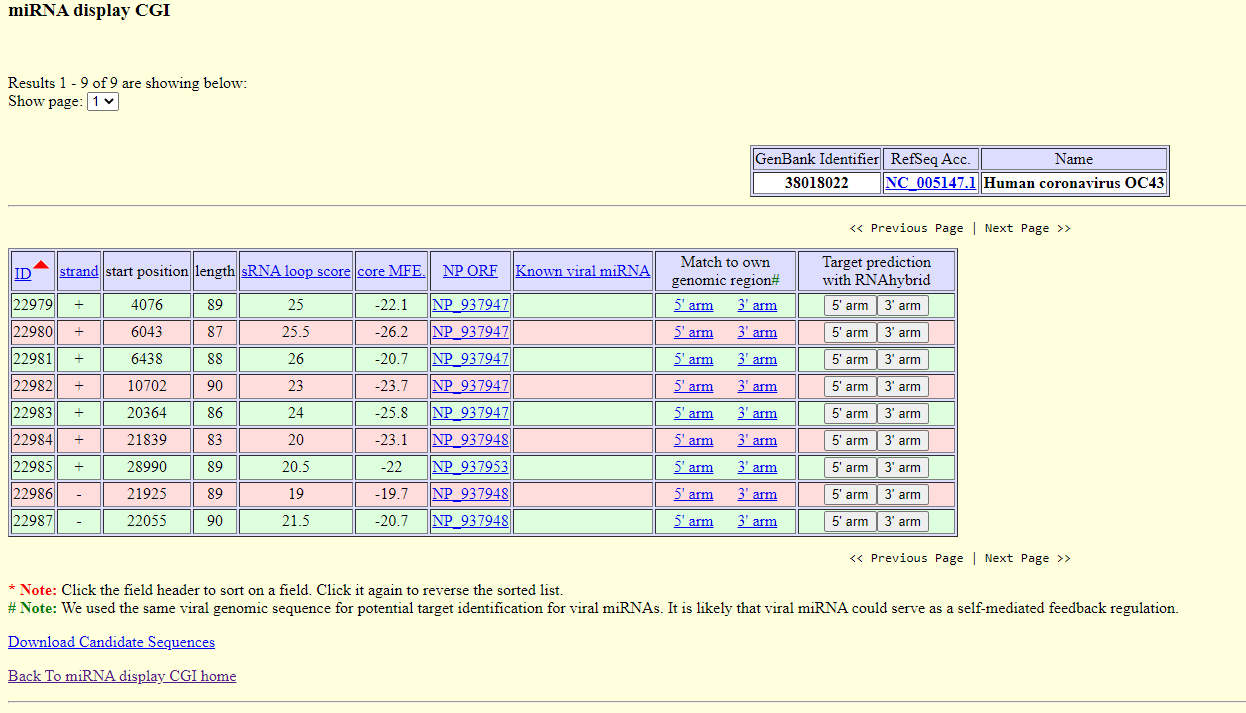 miRNA display CGI
Results 1 - 9 of 9 are showing below:
Show page: 1
GenBank Identifier RefSeq Acc. Name
38018022 NC_005147.1 Human coronavirus OC43
<< Previous Page | Next Page >>
ID strand start position length sRNA loop score core MFE. NP ORF Known viral miRNA Match to own genomic region# Target prediction with RNAhybrid
22979 + 4076 89 25 -22.1 NP_937947 5' arm 3' arm 5' arm 3' arm
22980 + 6043 87 25.5 -26.2 NP_937947 5' arm 3' arm 5' arm 3' arm
22981 + 6438 88 26 -20.7 NP_937947 5' arm 3' arm 5' arm 3' arm
22982 + 10702 90 23 -23.7 NP_937947 5' arm 3' arm 5' arm 3' arm
22983 + 20364 86 24 -25.8 NP_937947 5' arm 3' arm 5' arm 3' arm
22984 + 21839 83 20 -23.1 NP_937948 5' arm 3' arm 5' arm 3' arm
22985 + 28990 89 20.5 -22 NP_937953 5' arm 3' arm 5' arm 3' arm
22986 - 21925 89 19 -19.7 NP_937948 5' arm 3' arm 5' arm 3' arm
22987 - 22055 90 21.5 -20.7 NP_937948 5' arm 3' arm 5' arm 3' arm
<< Previous Page | Next Page >>
* Note: Click the field header to sort on a field. Click it again to reverse the sorted list.
# Note: We used the same viral genomic sequence for potential target identification for viral miRNAs. It is likely that viral miRNA could serve as a self-mediated feedback regulation.
Download Candidate Sequences
Back To miRNA display CGI home